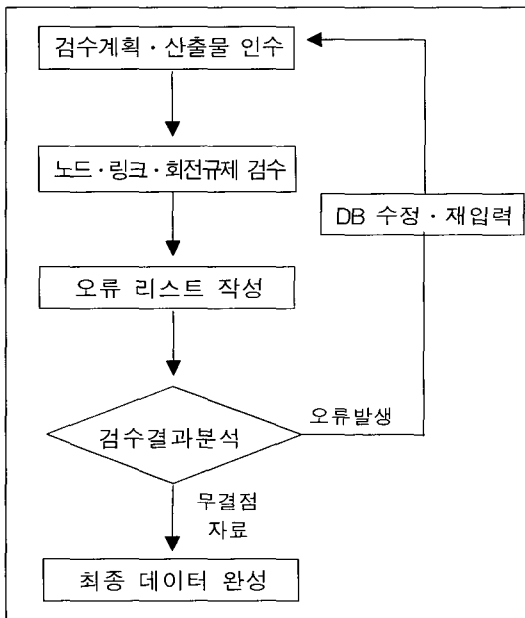 검수계획·산출물 인수
노드·링크·회전규제 검수
DB 수정·재입력
오류 리스트 작성
오류발생
검수결과분석
무결점
자료
최종 데이터 완성